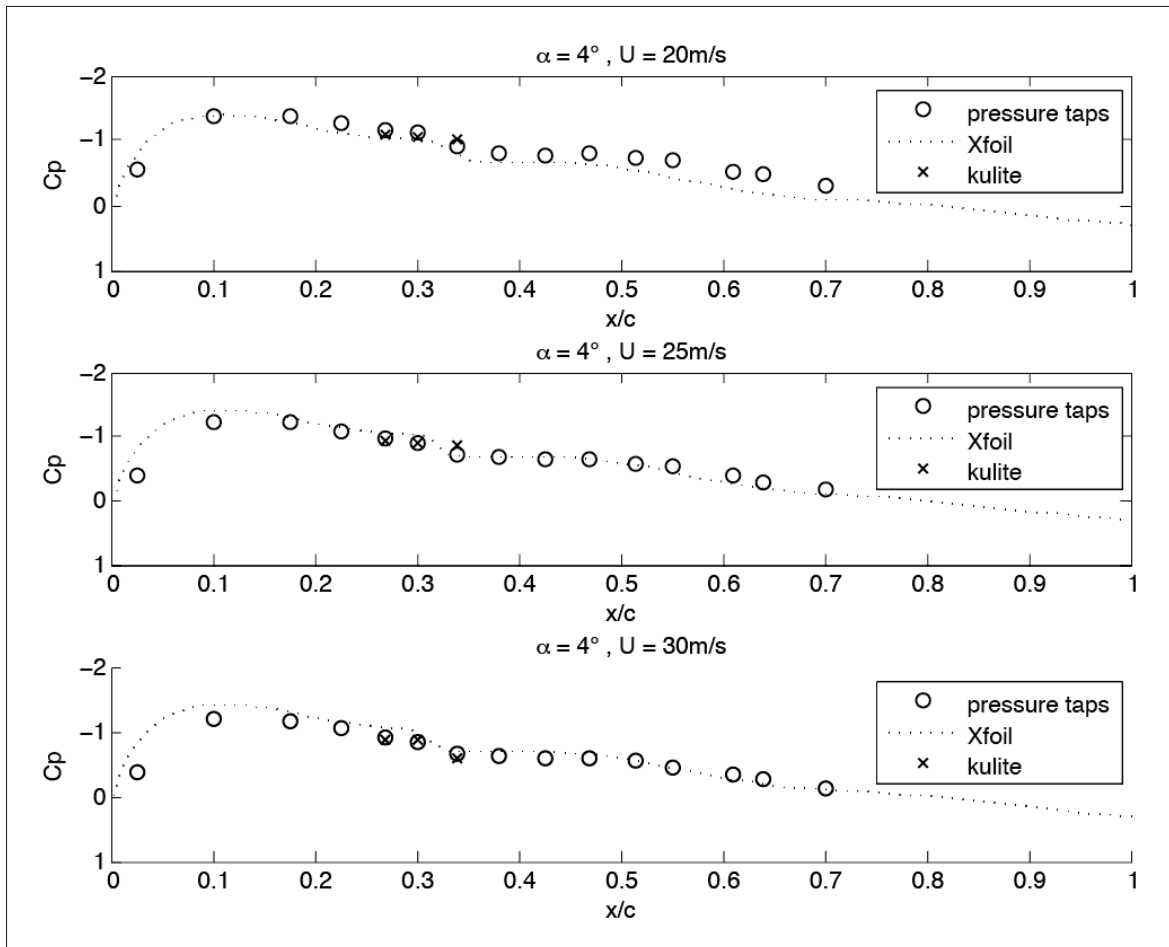 α = 4° , U = 20m/s
−2
−1
0
1
Cp
pressure taps
Xfoil
kulite
0 0.1 0.2 0.3 0.4 0.5 0.6 0.7 0.8 0.9 1
x/c
α = 4° , U = 25m/s
−2
−1
0
1
Cp
pressure taps
Xfoil
kulite
0 0.1 0.2 0.3 0.4 0.5 0.6 0.7 0.8 0.9 1
x/c
α = 4° , U = 30m/s
−2
−1
0
1
Cp
pressure taps
Xfoil
kulite
0 0.1 0.2 0.3 0.4 0.5 0.6 0.7 0.8 0.9 1
x/c